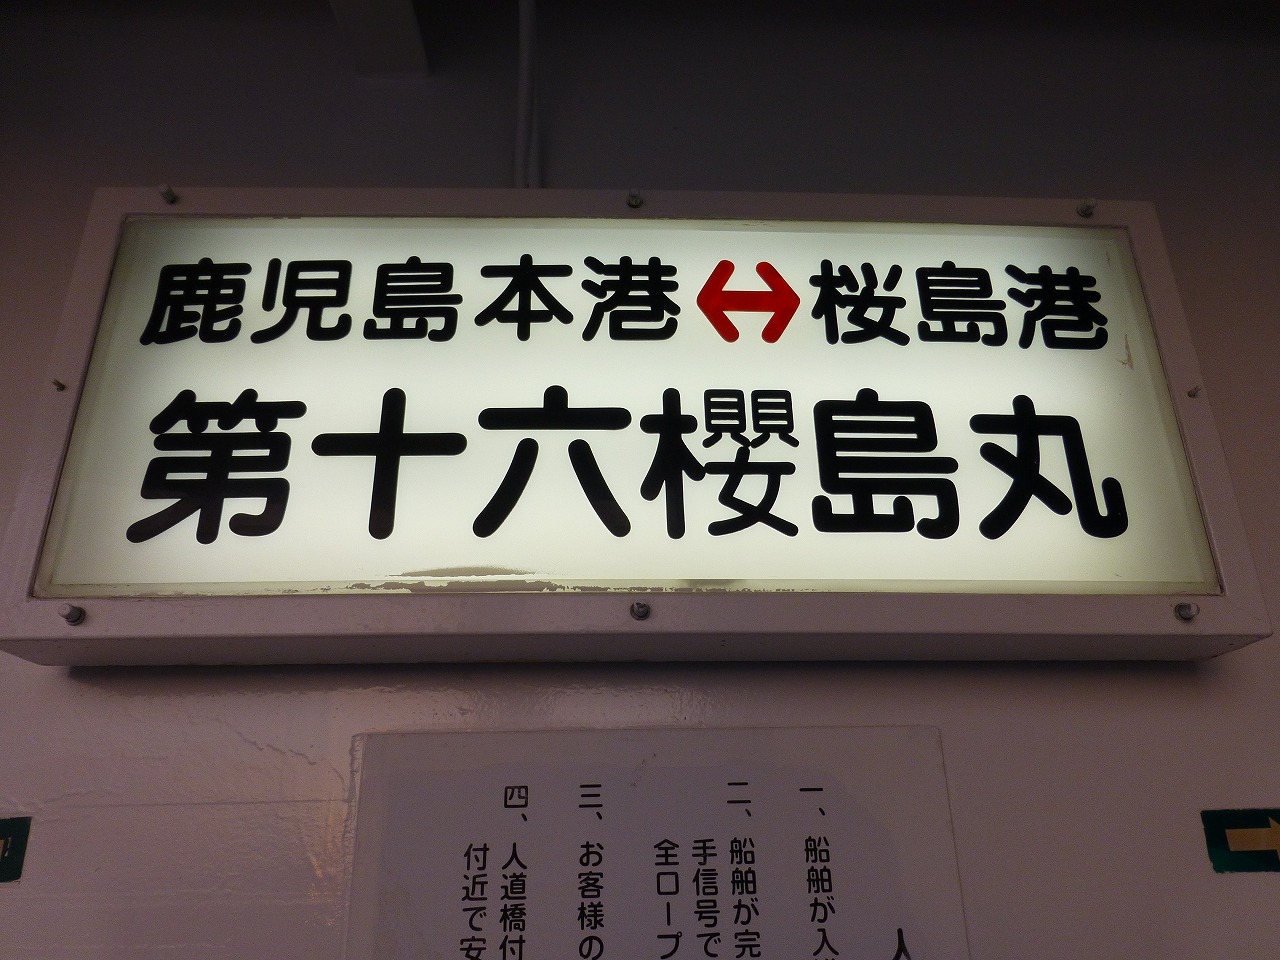 鹿児島本港↔桜島港
第十六櫻島丸
人
一、船舶が入
二、船舶が完
手信号で
全ロープ
三、お客様の
四、人道橋付
付近で安